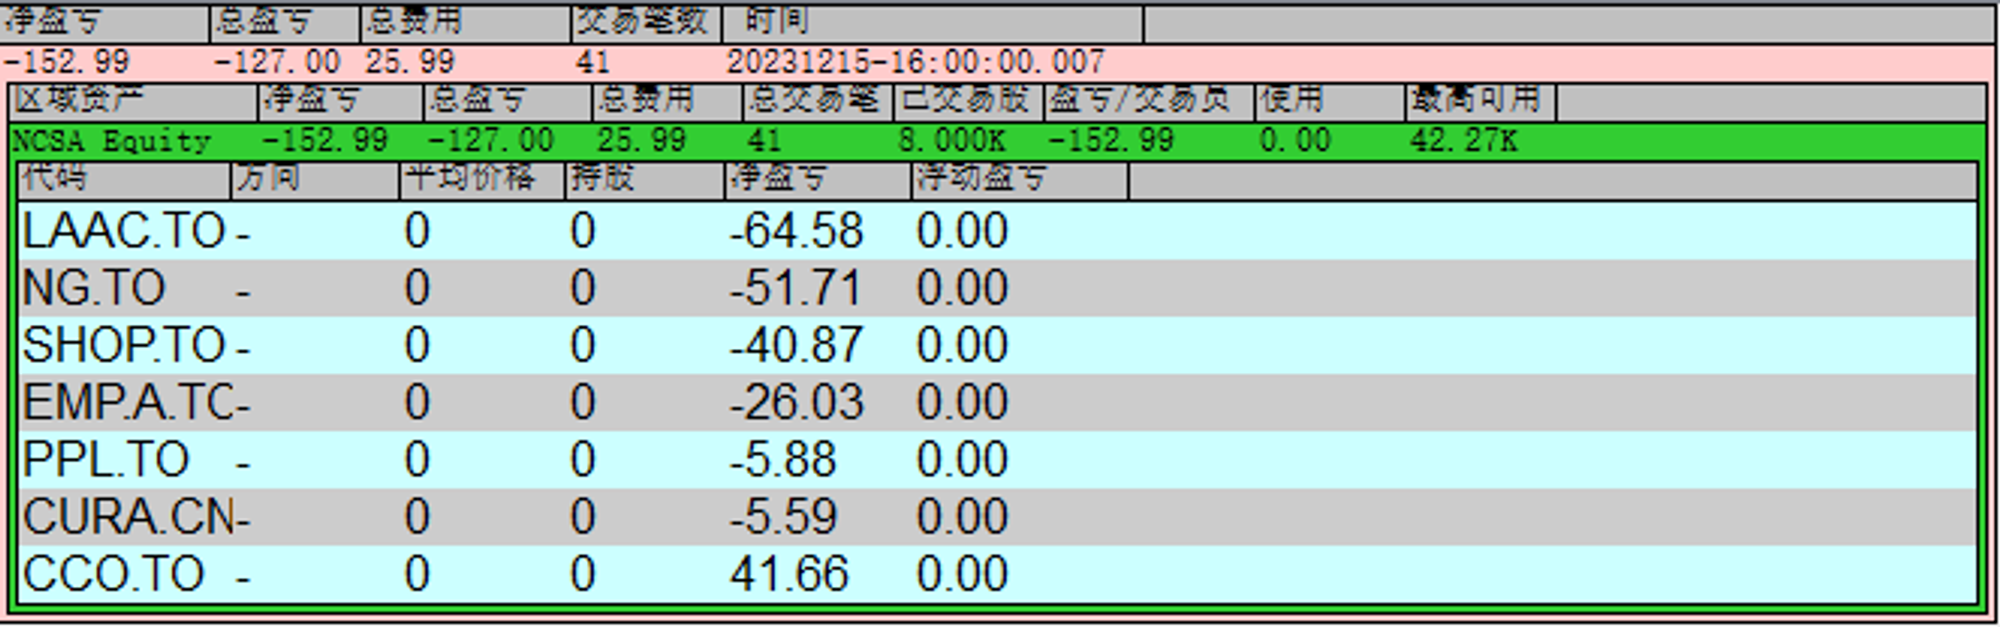 净盈亏 总盈亏 总费用 交易笔数 时间
-152.99 -127.00 25.99 41 20231215-16:00:00.007
区域资产 净盈亏 总盈亏 总费用 总交易笔 已交易股 盈亏/交易员 使用 最高可用
NCSA Equity -152.99 -127.00 25.99 41 8.000K -152.99 0.00 42.27K
代码 方向 平均价格 持股 净盈亏 浮动盈亏
LAAC.TO - 0 0 -64.58 0.00
NG.TO - 0 0 -51.71 0.00
SHOP.TO - 0 0 -40.87 0.00
EMP.A.TO - 0 0 -26.03 0.00
PPL.TO - 0 0 -5.88 0.00
CURA.CN - 0 0 -5.59 0.00
CCO.TO - 0 0 41.66 0.00